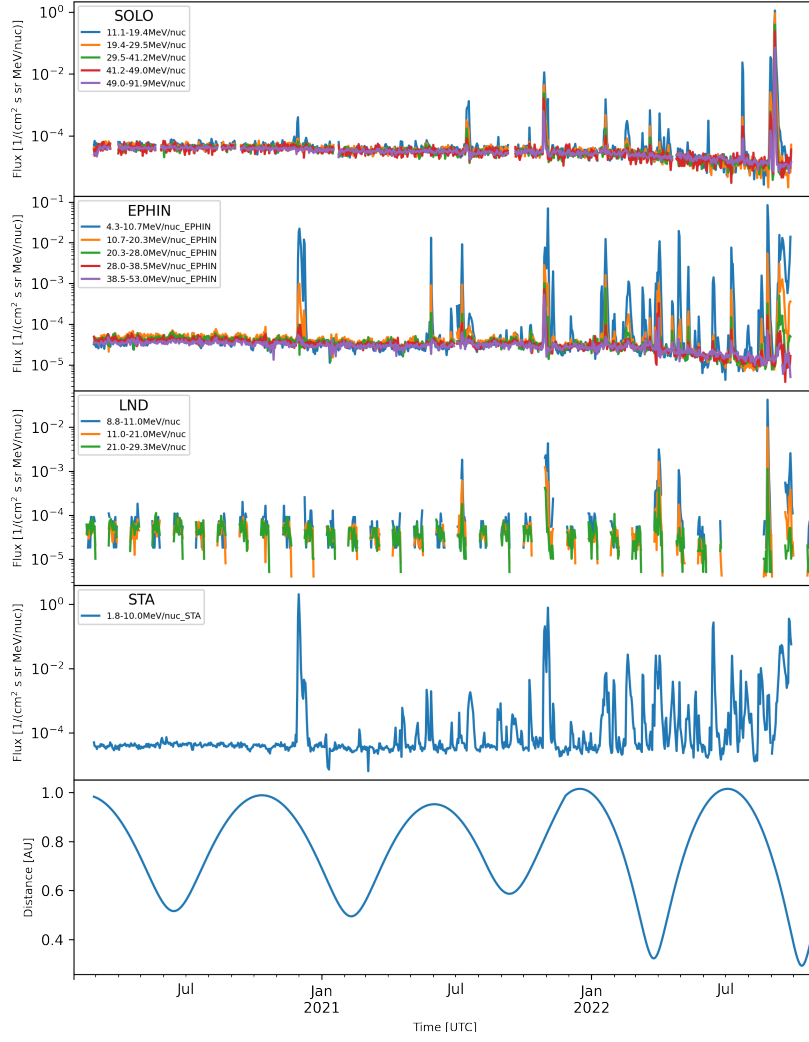 SOLO
11.1-19.4MeV/nuc
19.4-29.5MeV/nuc
29.5-41.2MeV/nuc
41.2-49.0MeV/nuc
49.0-91.9MeV/nuc
10⁰
10⁻²
10⁻⁴
Flux [1/(cm² s sr MeV/nuc)]
EPHIN
4.3-10.7MeV/nuc_EPHIN
10.7-20.3MeV/nuc_EPHIN
20.3-28.0MeV/nuc_EPHIN
28.0-38.5MeV/nuc_EPHIN
38.5-53.0MeV/nuc_EPHIN
10⁻¹
10⁻²
10⁻³
10⁻⁴
10⁻⁵
Flux [1/(cm² s sr MeV/nuc)]
LND
8.8-11.0MeV/nuc
11.0-21.0MeV/nuc
21.0-29.3MeV/nuc
10⁻²
10⁻³
10⁻⁴
10⁻⁵
Flux [1/(cm² s sr MeV/nuc)]
STA
1.8-10.0MeV/nuc_STA
10⁰
10⁻²
10⁻⁴
Flux [1/(cm² s sr MeV/nuc)]
1.0
0.8
0.6
0.4
Distance [AU]
Jul
Jan
2021
Jul
Jan
2022
Jul
Time [UTC]